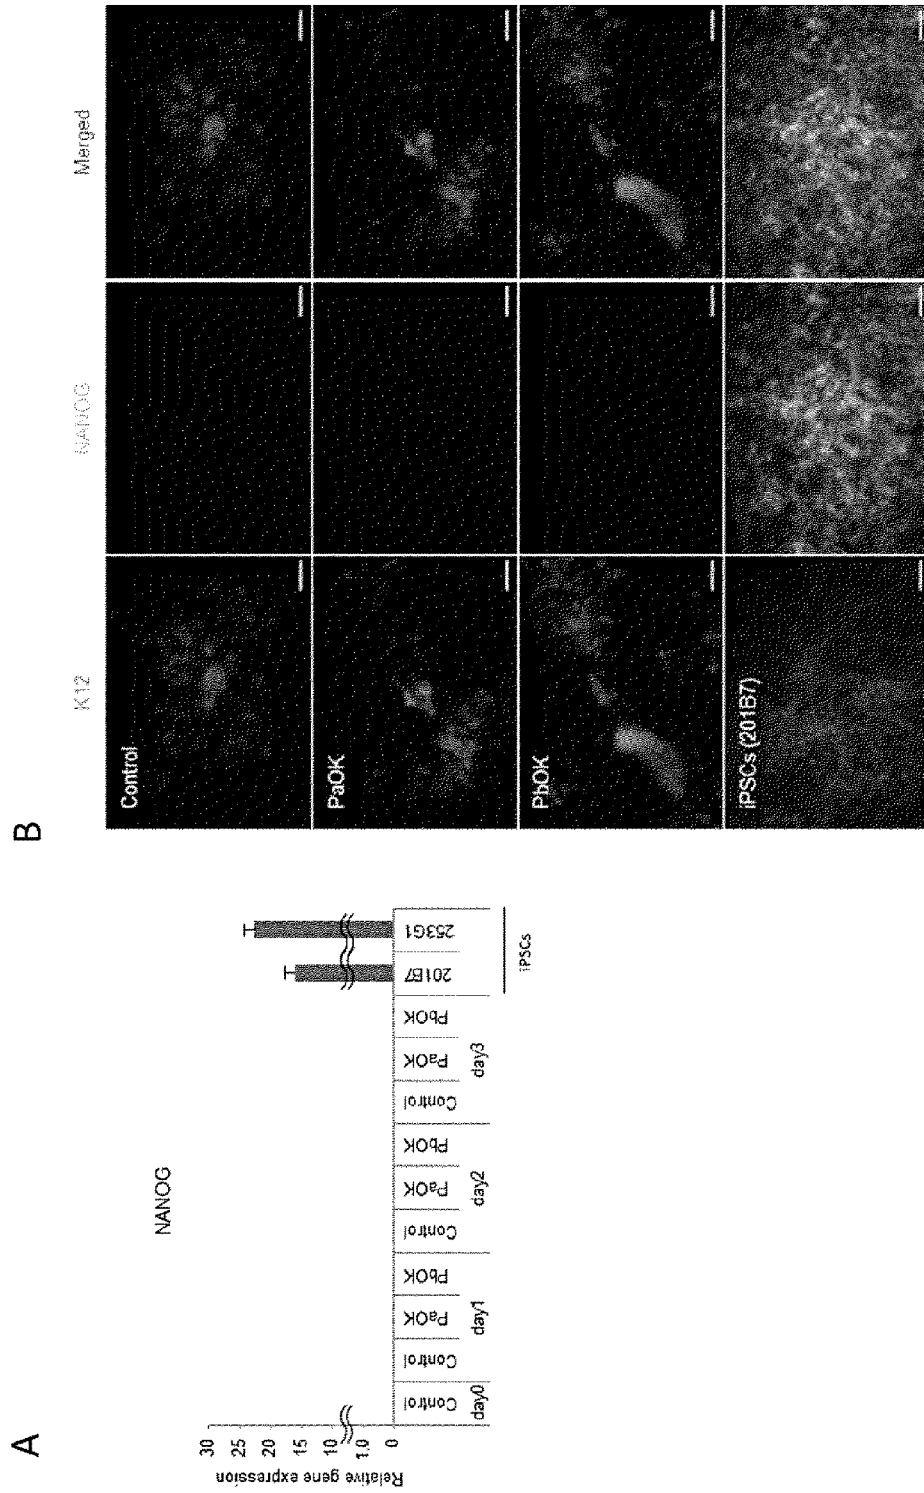 A
NANOG
Relative gene expression
30
25
20
15
10
1.0
0
Control
Control
PaOK
PbOK
Control
PaOK
PbOK
Control
PaOK
PbOK
201B7
253G1
day0
day1
day2
day3
iPSCs
B
K12
NANOG
Merged
Control
PaOK
PbOK
iPSCs (201B7)